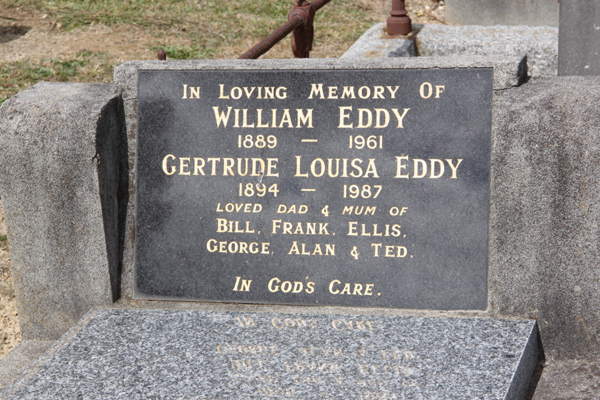 In Loving Memory Of
William Eddy
1889 — 1961
Gertrude Louisa Eddy
1894 — 1987
Loved Dad & Mum of
Bill, Frank, Ellis,
George, Alan & Ted.
In God's Care.